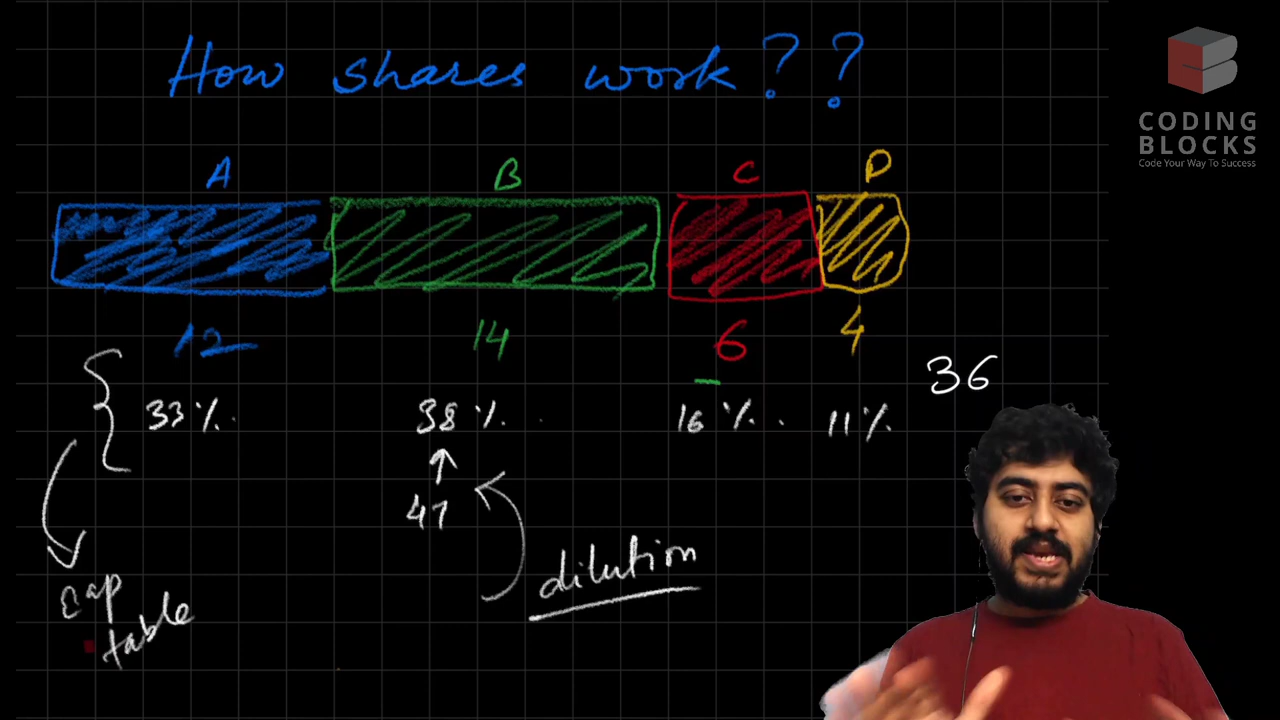 How shares work??
CODING
BLOCKS
Code Your Way To Success
A B C D
12 14 6 4
36
33%. 38%. 16%. 11%
47
dilution
cap
table